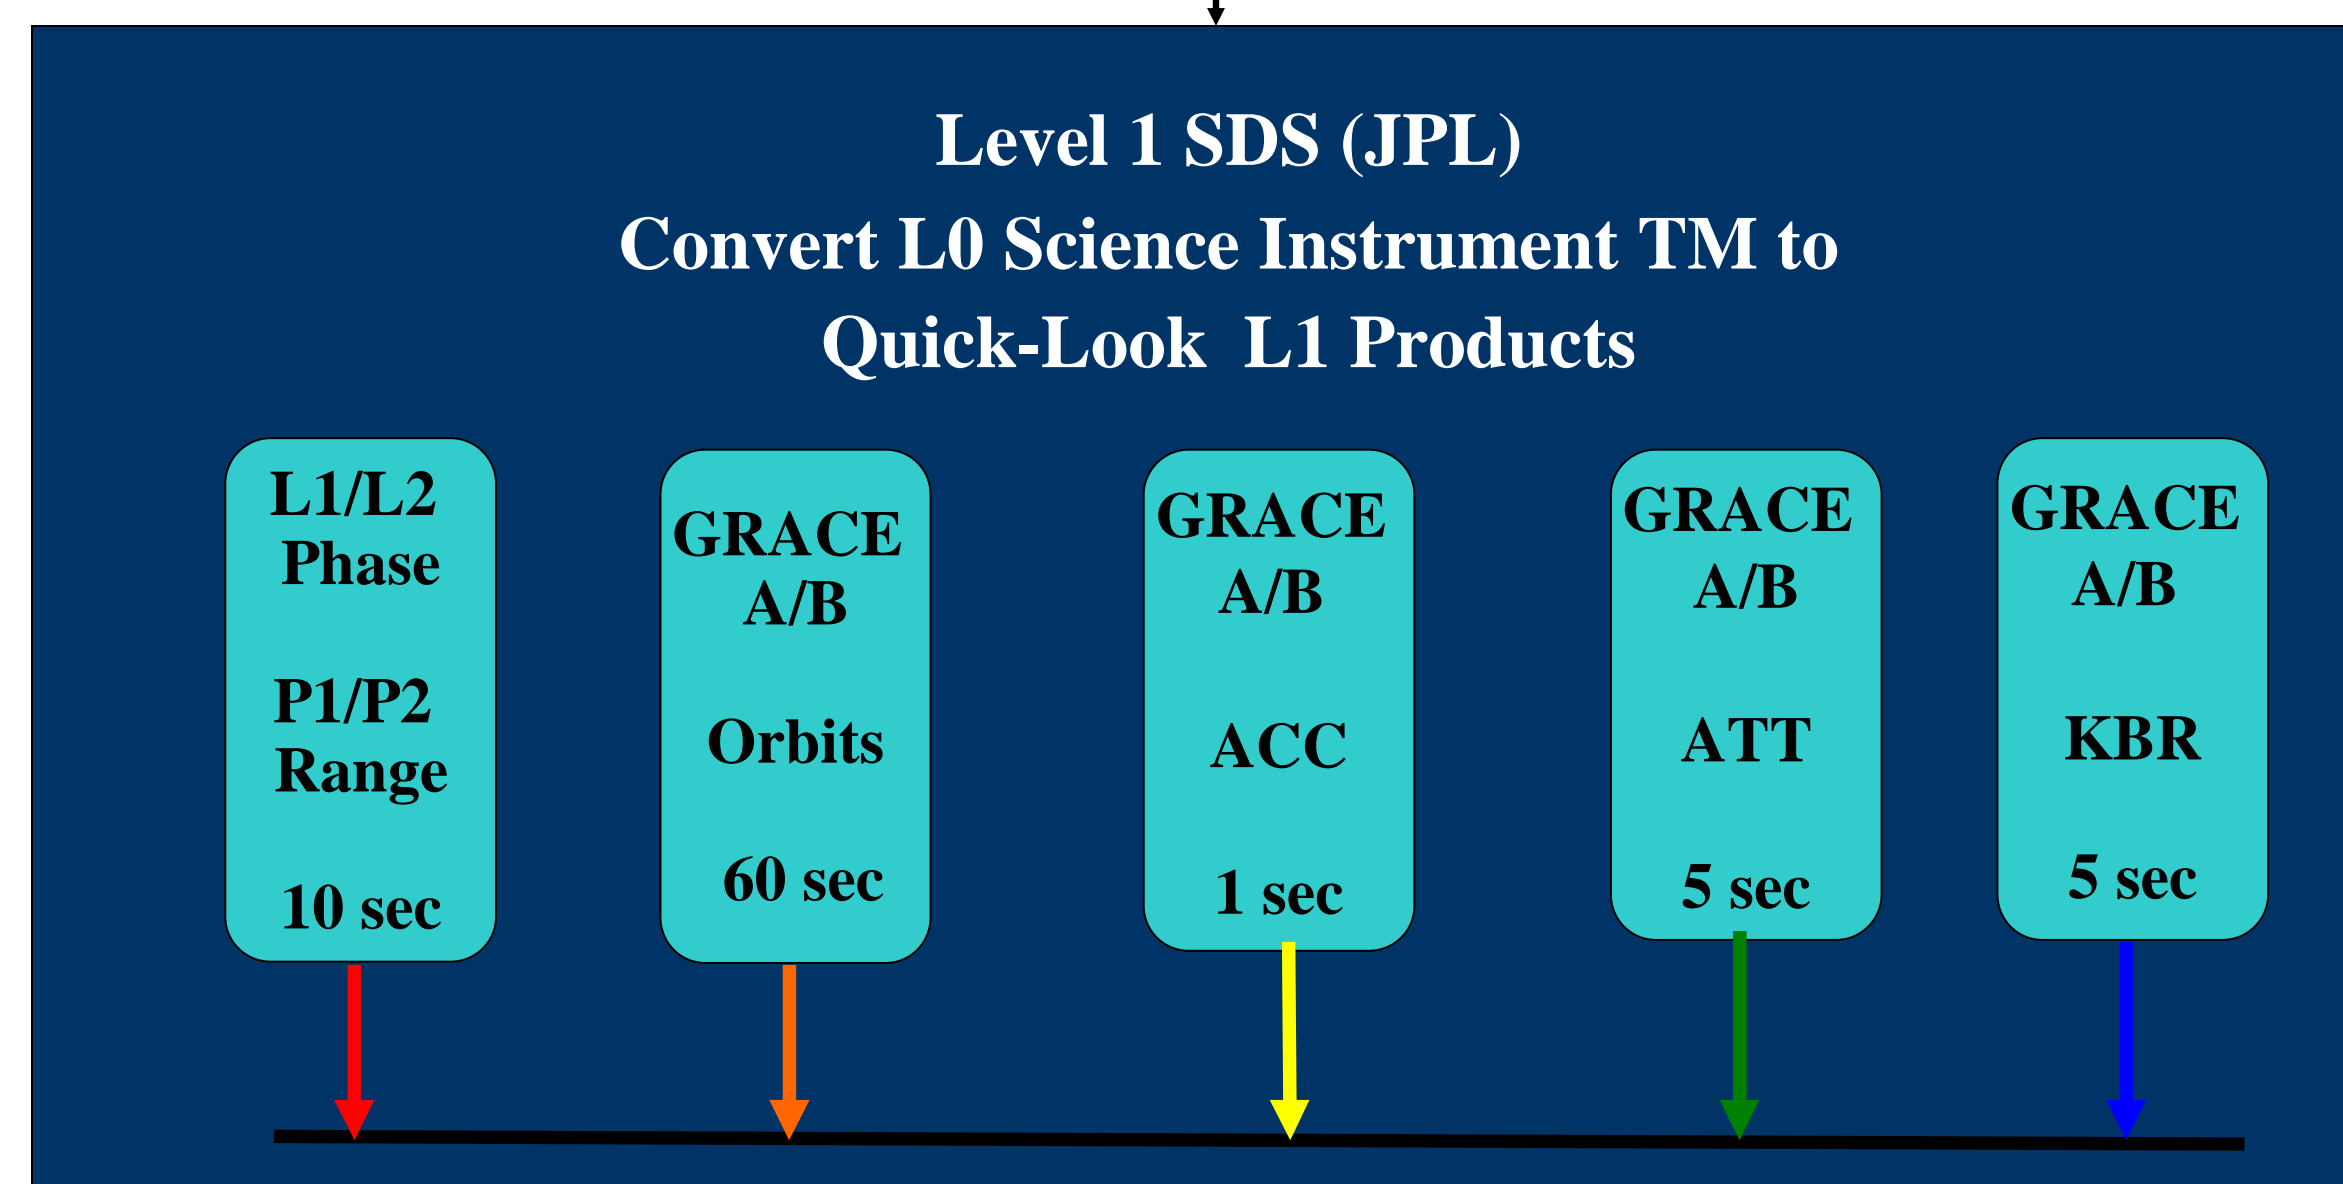 Level 1 SDS (JPL)
Convert L0 Science Instrument TM to
Quick-Look L1 Products
L1/L2
Phase
P1/P2
Range
10 sec
GRACE
A/B
Orbits
60 sec
GRACE
A/B
ACC
1 sec
GRACE
A/B
ATT
5 sec
GRACE
A/B
KBR
5 sec